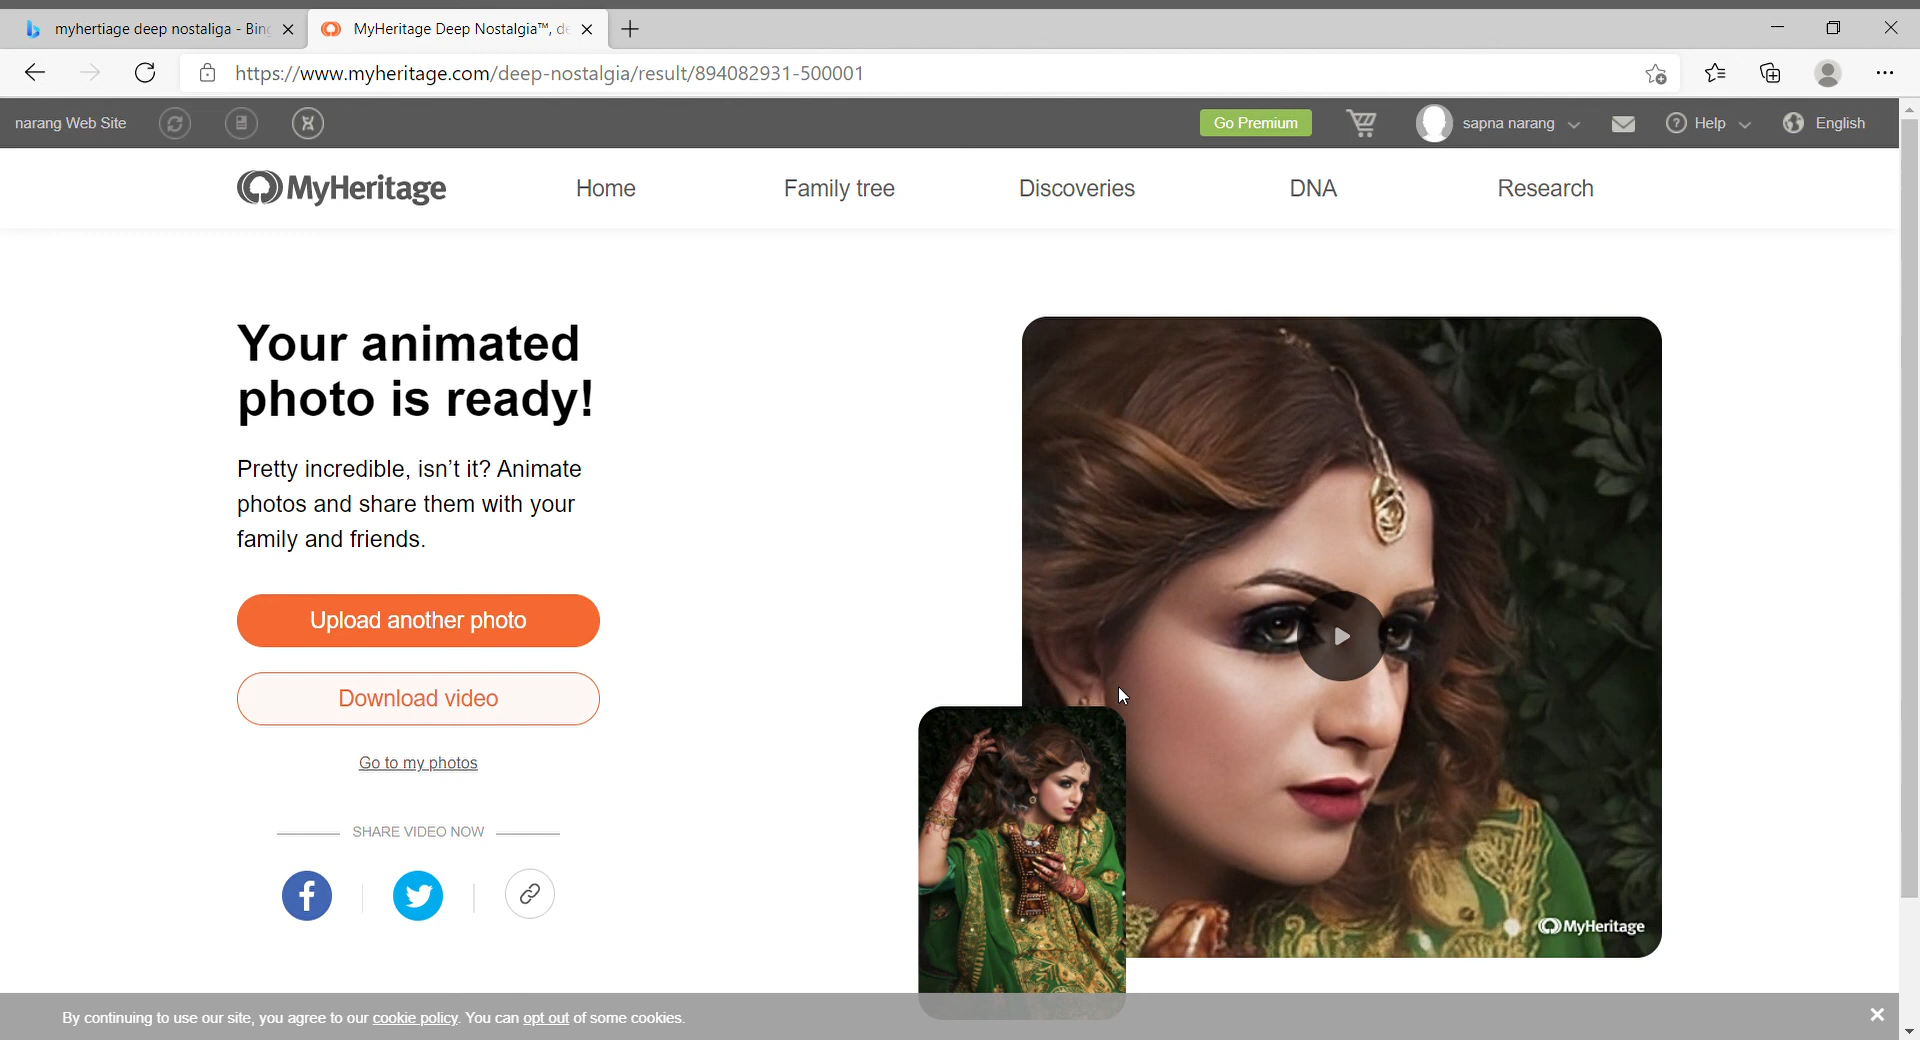 myhertiage deep nostaliga - Bing
MyHeritage Deep Nostalgia™, de
https://www.myheritage.com/deep-nostalgia/result/894082931-500001
narang Web Site
Go Premium
sapna narang
Help
English
MyHeritage
Home
Family tree
Discoveries
DNA
Research
Your animated
photo is ready!
Pretty incredible, isn't it? Animate
photos and share them with your
family and friends.
Upload another photo
Download video
Go to my photos
SHARE VIDEO NOW
MyHeritage
By continuing to use our site, you agree to our cookie policy. You can opt out of some cookies.